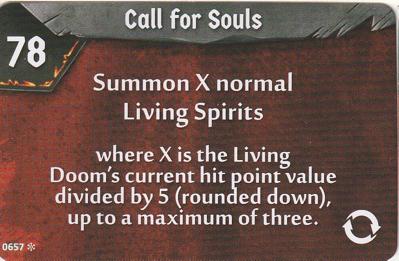 Call for Souls
78
Summon X normal
Living Spirits
where X is the Living
Doom's current hit point value
divided by 5 (rounded down),
up to a maximum of three.
0657 ✻